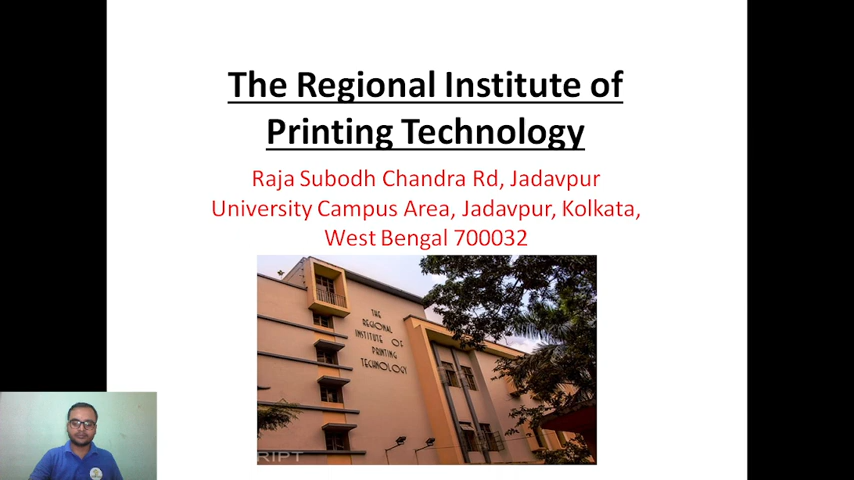 The Regional Institute of
Printing Technology
Raja Subodh Chandra Rd, Jadavpur
University Campus Area, Jadavpur, Kolkata,
West Bengal 700032
THE
REGIONAL
INSTITUTE OF
PRINTING
TECHNOLOGY
RIPT